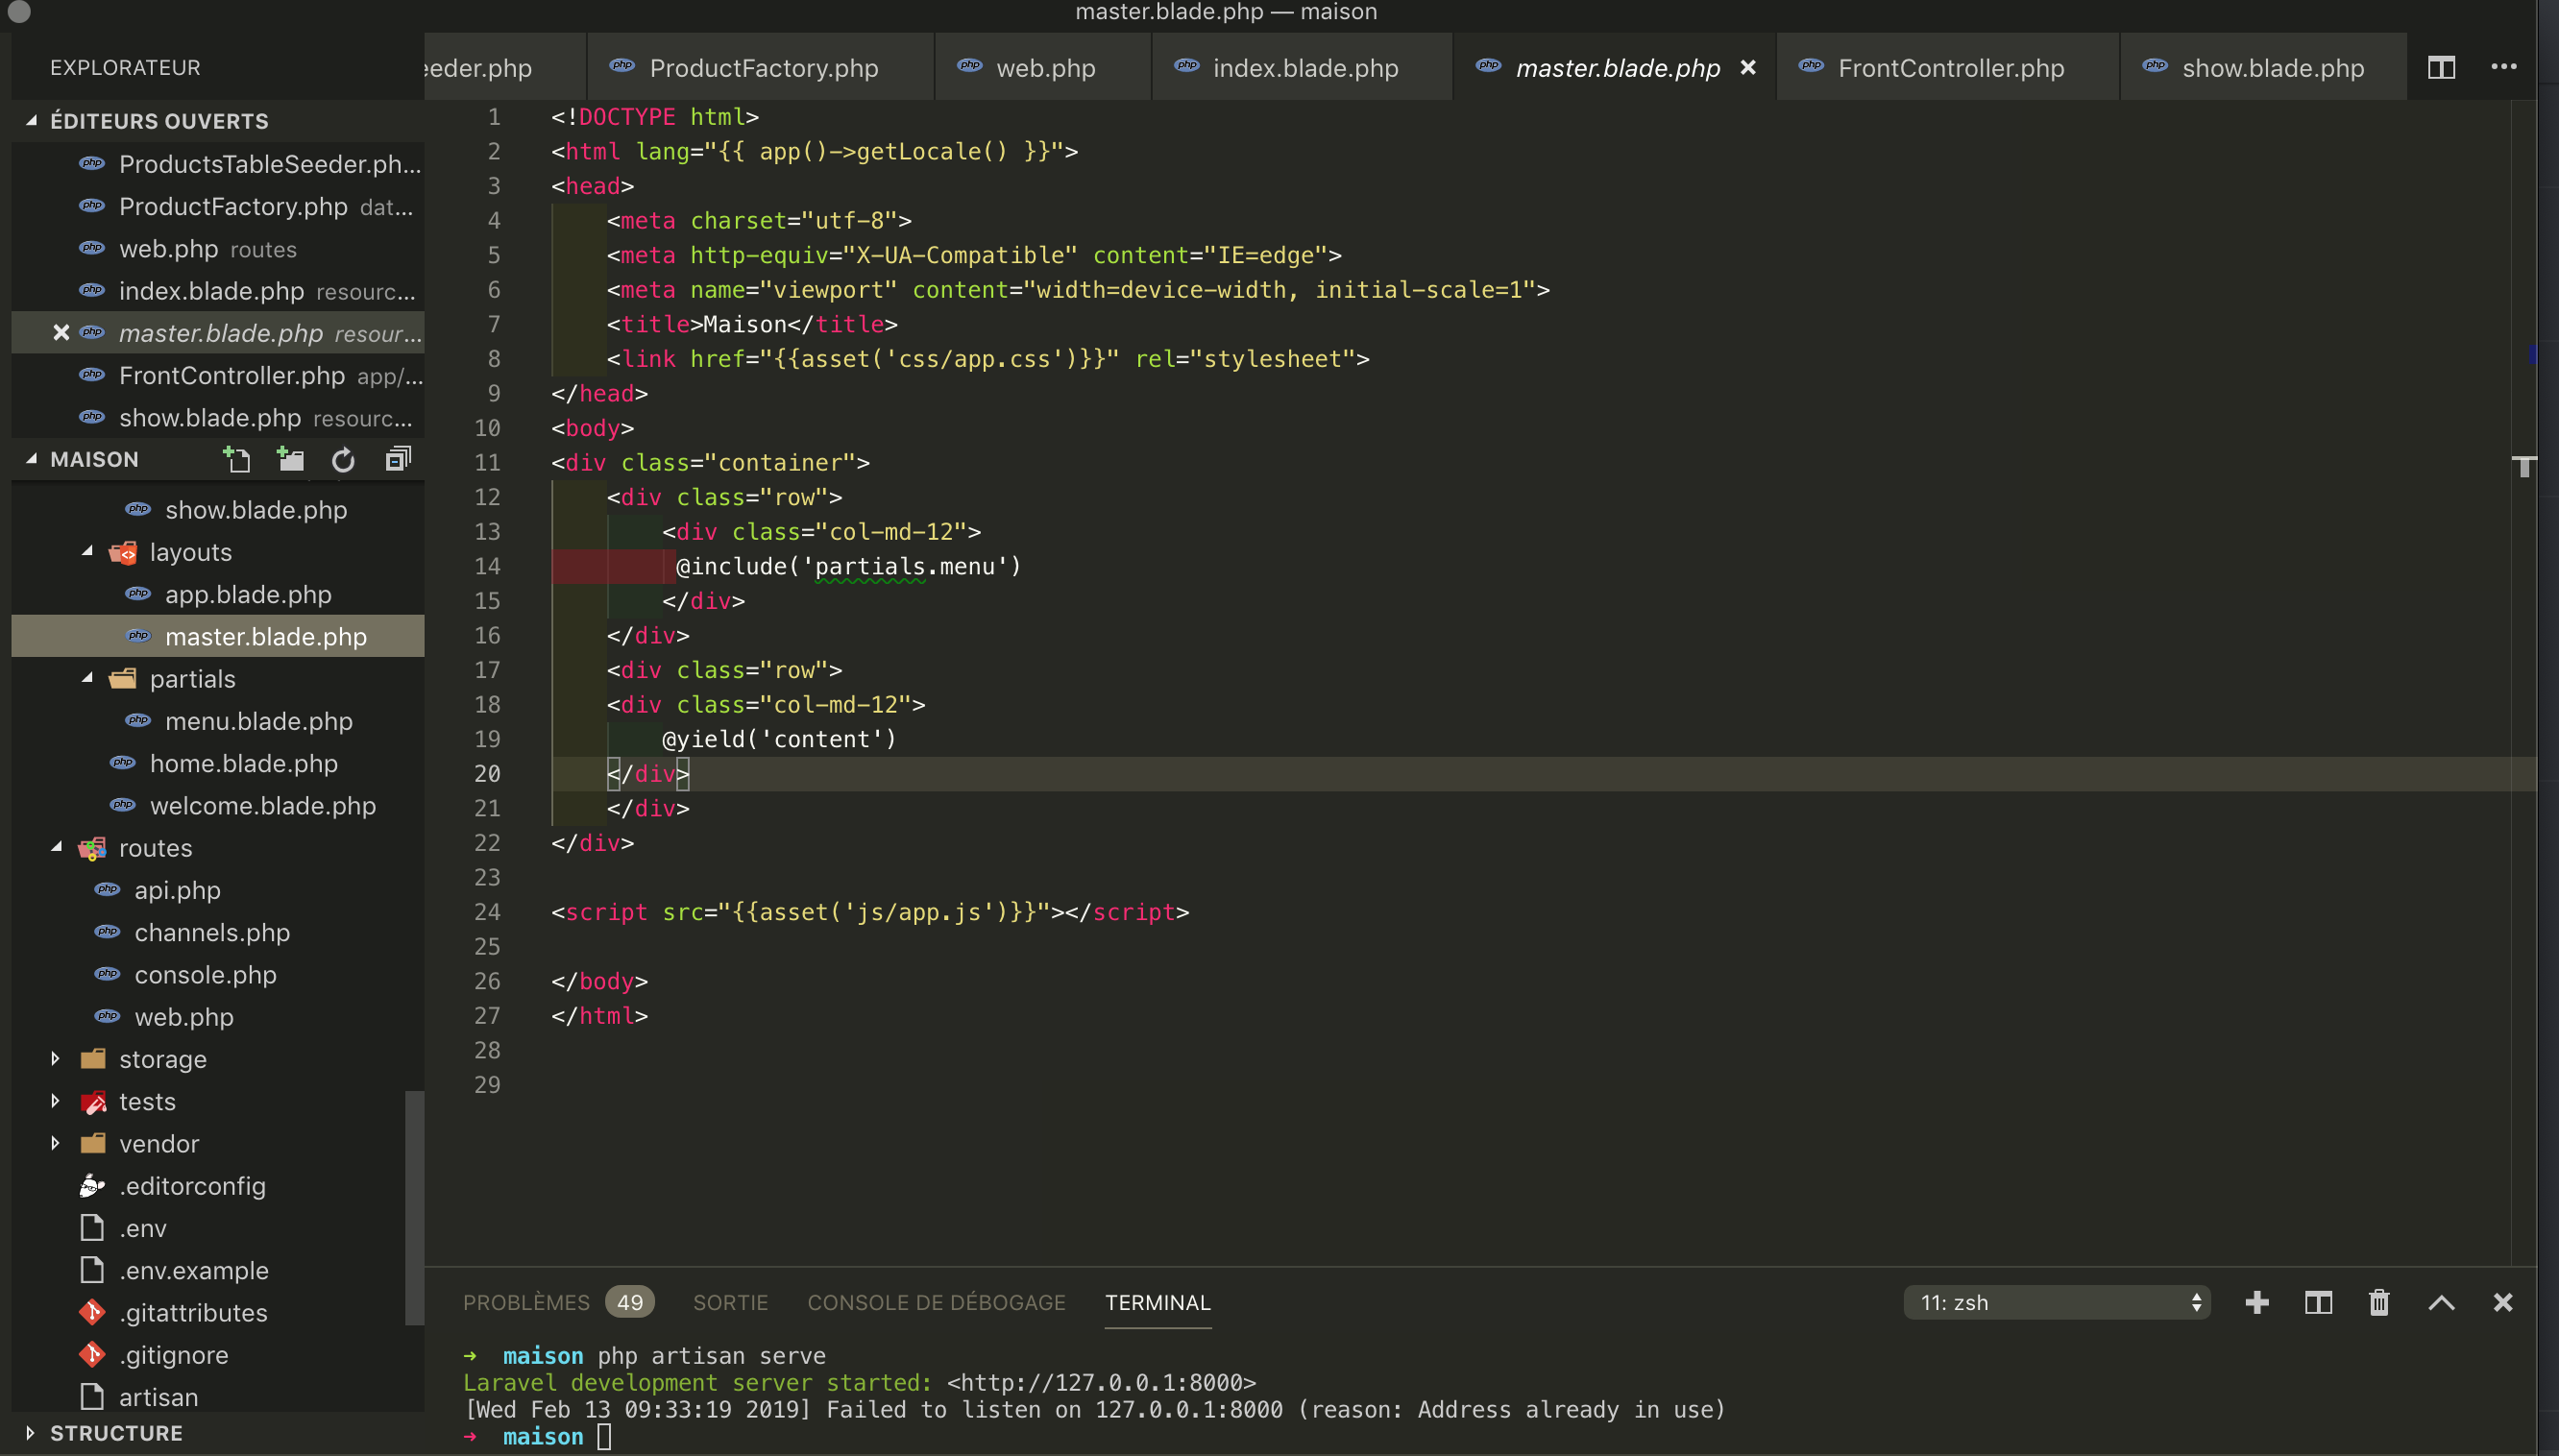 master.blade.php — maison
EXPLORATEUR
eeder.php
ProductFactory.php
web.php
index.blade.php
master.blade.php
FrontController.php
show.blade.php
ÉDITEURS OUVERTS
ProductsTableSeeder.ph...
ProductFactory.php dat...
web.php routes
index.blade.php resourc...
master.blade.php resour...
FrontController.php app/...
show.blade.php resourc...
MAISON
show.blade.php
layouts
app.blade.php
master.blade.php
partials
menu.blade.php
home.blade.php
welcome.blade.php
routes
api.php
channels.php
console.php
web.php
storage
tests
vendor
.editorconfig
.env
.env.example
.gitattributes
.gitignore
artisan
STRUCTURE
1 <!DOCTYPE html>
2 <html lang="{{ app()->getLocale() }}">
3 <head>
4 <meta charset="utf-8">
5 <meta http-equiv="X-UA-Compatible" content="IE=edge">
6 <meta name="viewport" content="width=device-width, initial-scale=1">
7 <title>Maison</title>
8 <link href="{{asset('css/app.css')}}" rel="stylesheet">
9 </head>
10 <body>
11 <div class="container">
12 <div class="row">
13 <div class="col-md-12">
14 @include('partials.menu')
15 </div>
16 </div>
17 <div class="row">
18 <div class="col-md-12">
19 @yield('content')
20 </div>
21 </div>
22 </div>
23
24 <script src="{{asset('js/app.js')}}"></script>
25
26 </body>
27 </html>
28
29
PROBLÈMES 49 SORTIE CONSOLE DE DÉBOGAGE TERMINAL 11: zsh
➜ maison php artisan serve
Laravel development server started: <http://127.0.0.1:8000>
[Wed Feb 13 09:33:19 2019] Failed to listen on 127.0.0.1:8000 (reason: Address already in use)
➜ maison